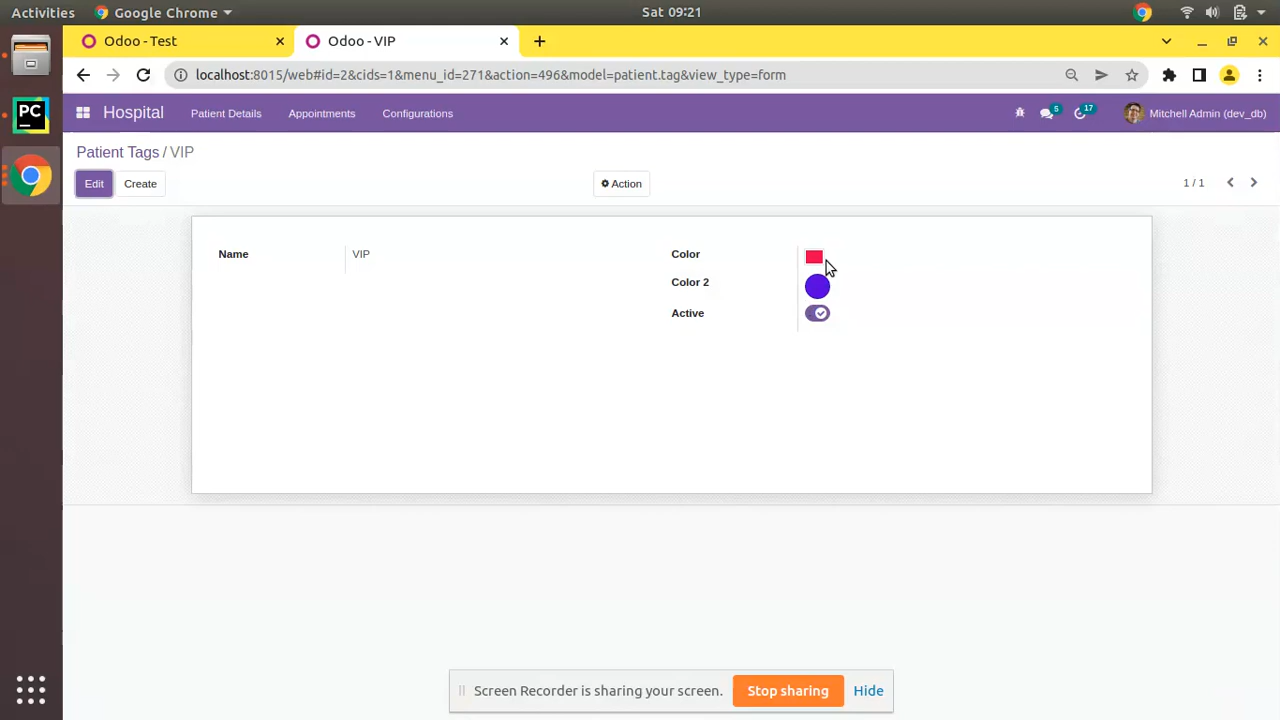 Activities
Google Chrome
Sat 09:21
Odoo - Test
Odoo - VIP
localhost:8015/web#id=2&cids=1&menu_id=271&action=496&model=patient.tag&view_type=form
PC
Hospital
Patient Details
Appointments
Configurations
5
17
Mitchell Admin (dev_db)
Patient Tags / VIP
Edit
Create
Action
1 / 1
Name
VIP
Color
Color 2
Active
Screen Recorder is sharing your screen.
Stop sharing
Hide